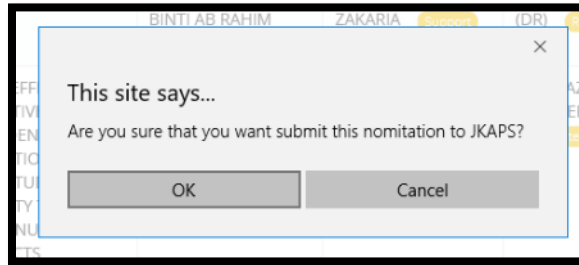 BINTI AB RAHIM ZAKARIA Support (DR)
This site says...
Are you sure that you want submit this nomitation to JKAPS?
OK Cancel